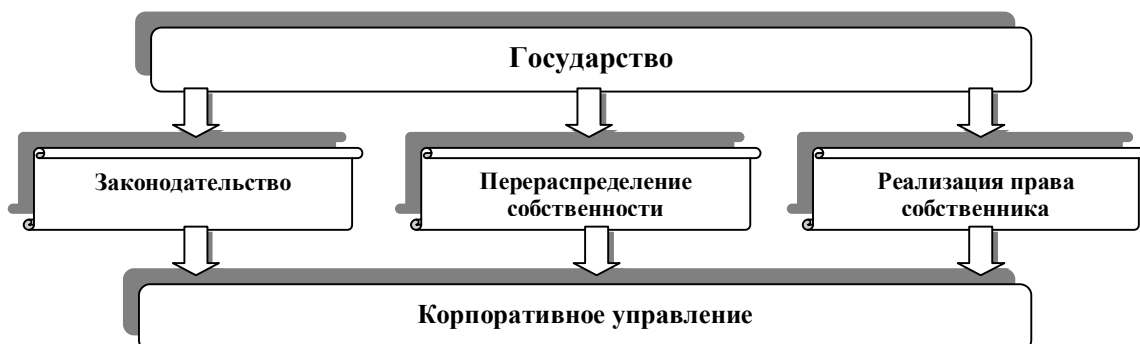 Государство
Законодательство
Перераспределение
собственности
Реализация права
собственника
Корпоративное управление